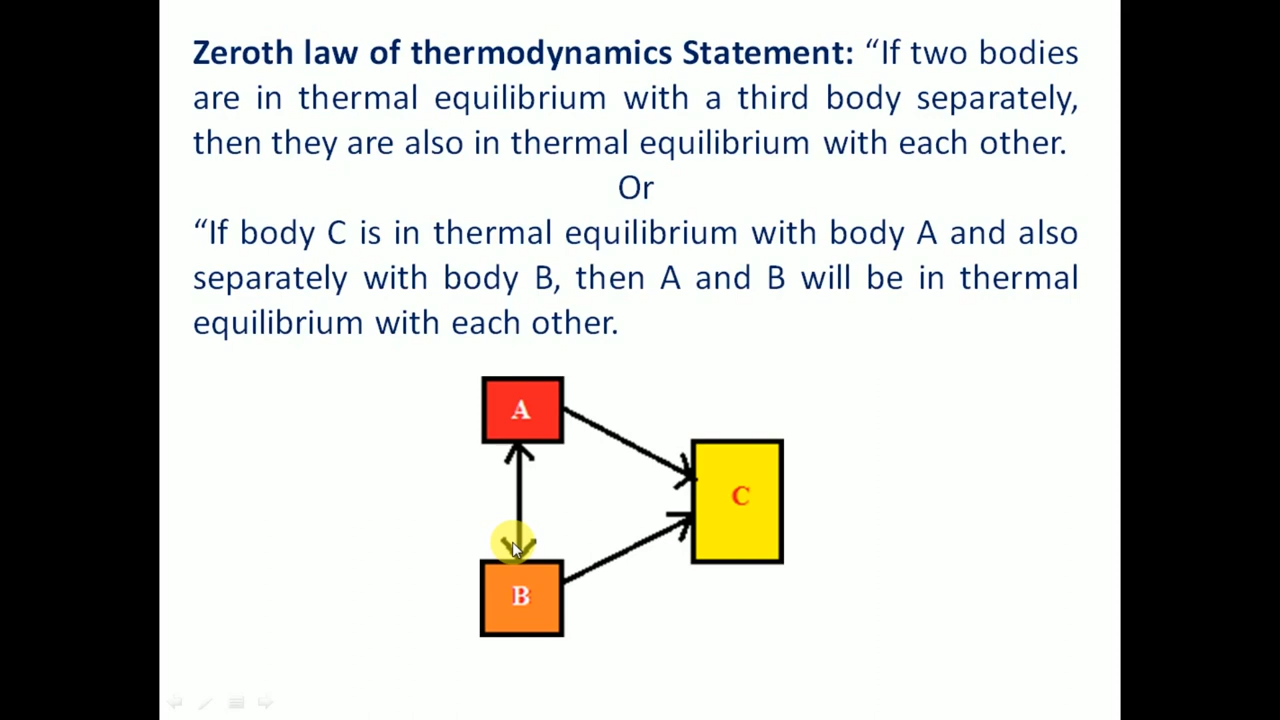 Zeroth law of thermodynamics Statement: “If two bodies
are in thermal equilibrium with a third body separately,
then they are also in thermal equilibrium with each other.
Or
“If body C is in thermal equilibrium with body A and also
separately with body B, then A and B will be in thermal
equilibrium with each other.
A
C
B